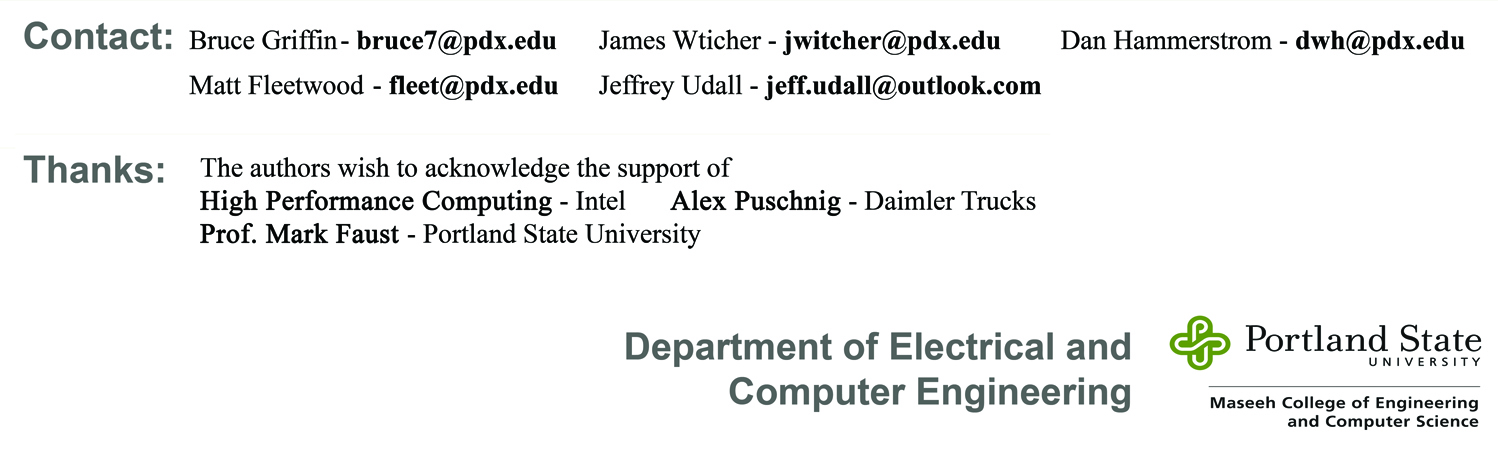 Contact: Bruce Griffin- bruce7@pdx.edu James Wticher - jwitcher@pdx.edu Dan Hammerstrom - dwh@pdx.edu
Matt Fleetwood - fleet@pdx.edu Jeffrey Udall - jeff.udall@outlook.com
Thanks: The authors wish to acknowledge the support of
High Performance Computing - Intel Alex Puschnig - Daimler Trucks
Prof. Mark Faust - Portland State University
Department of Electrical and
Computer Engineering
Portland State
UNIVERSITY
Maseeh College of Engineering
and Computer Science